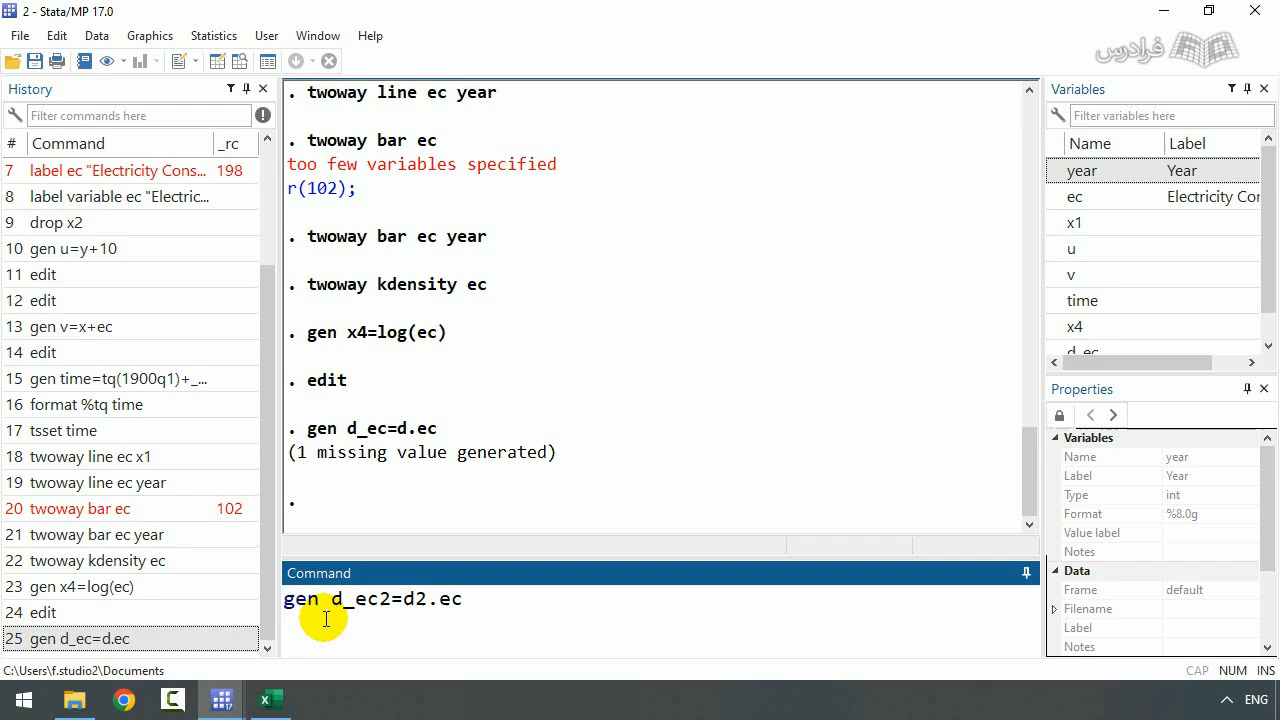 2 - Stata/MP 17.0
File Edit Data Graphics Statistics User Window Help
فرادرس
History
Filter commands here
# Command _rc
7 label ec "Electricity Cons... 198
8 label variable ec "Electric...
9 drop x2
10 gen u=y+10
11 edit
12 edit
13 gen v=x+ec
14 edit
15 gen time=tq(1900q1)+_...
16 format %tq time
17 tsset time
18 twoway line ec x1
19 twoway line ec year
20 twoway bar ec 102
21 twoway bar ec year
22 twoway kdensity ec
23 gen x4=log(ec)
24 edit
25 gen d_ec=d.ec
. twoway line ec year
. twoway bar ec
too few variables specified
r(102);
. twoway bar ec year
. twoway kdensity ec
. gen x4=log(ec)
. edit
. gen d_ec=d.ec
(1 missing value generated)
.
Command
gen d_ec2=d2.ec
Variables
Filter variables here
Name Label
year Year
ec Electricity Cor
x1
u
v
time
x4
d_ec
Properties
Variables
Name year
Label Year
Type int
Format %8.0g
Value label
Notes
Data
Frame default
Filename
Label
Notes
C:\Users\f.studio2\Documents
CAP NUM INS
17
ENG